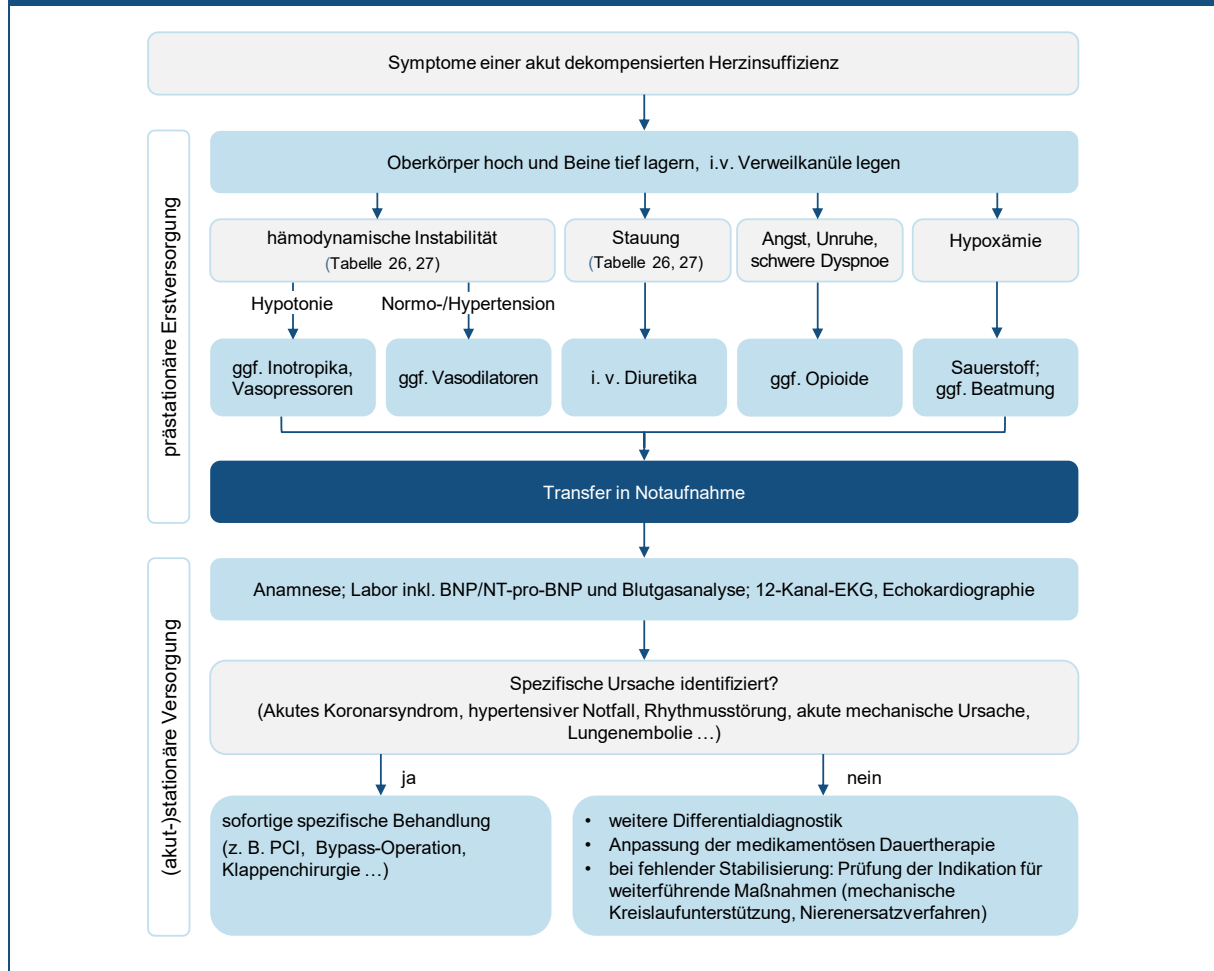 Symptome einer akut dekompensierten Herzinsuffizienz
prästationäre Erstversorgung
Oberkörper hoch und Beine tief lagern, i.v. Verweilkanüle legen
hämodynamische Instabilität
(Tabelle 26, 27)
Stauung
(Tabelle 26, 27)
Angst, Unruhe,
schwere Dyspnoe
Hypoxämie
Hypotonie
Normo-/Hypertension
ggf. Inotropika,
Vasopressoren
ggf. Vasodilatoren
i. v. Diuretika
ggf. Opioide
Sauerstoff;
ggf. Beatmung
Transfer in Notaufnahme
(akut-)stationäre Versorgung
Anamnese; Labor inkl. BNP/NT-pro-BNP und Blutgasanalyse; 12-Kanal-EKG, Echokardiographie
Spezifische Ursache identifiziert?
(Akutes Koronarsyndrom, hypertensiver Notfall, Rhythmusstörung, akute mechanische Ursache,
Lungenembolie …)
ja
nein
sofortige spezifische Behandlung
(z. B. PCI, Bypass-Operation,
Klappenchirurgie …)
• weitere Differentialdiagnostik
• Anpassung der medikamentösen Dauertherapie
• bei fehlender Stabilisierung: Prüfung der Indikation für
weiterführende Maßnahmen (mechanische
Kreislaufunterstützung, Nierenersatzverfahren)